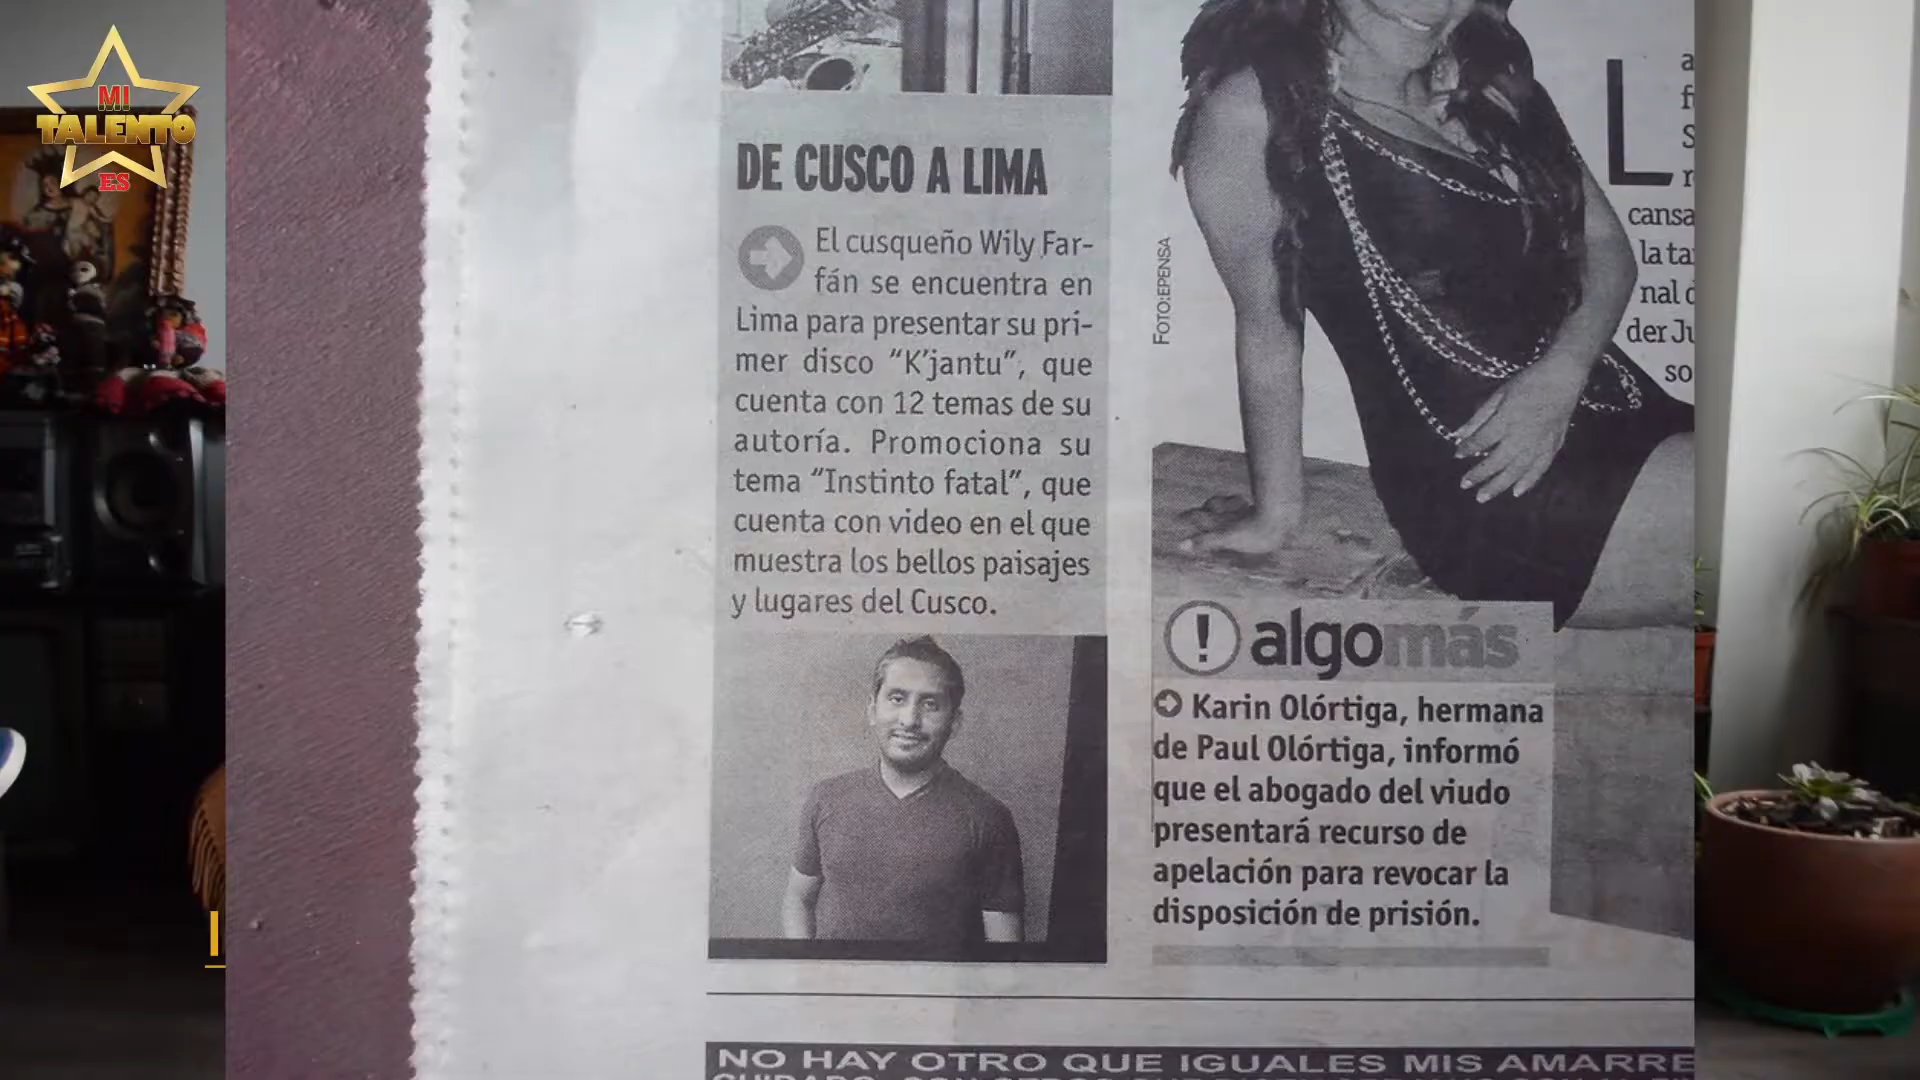 MI
TALENTO
ES
DE CUSCO A LIMA
El cusqueño Wily Far-
fán se encuentra en
Lima para presentar su pri-
mer disco “K’jantu”, que
cuenta con 12 temas de su
autoría. Promociona su
tema “Instinto fatal”, que
cuenta con video en el que
muestra los bellos paisajes
y lugares del Cusco.
FOTO:EPENSA
! algomás
Karin Olórtiga, hermana
de Paul Olórtiga, informó
que el abogado del viudo
presentará recurso de
apelación para revocar la
disposición de prisión.
L
cansa
la ta
nal
der Ju
so
NO HAY OTRO QUE IGUALES MIS AMARRE